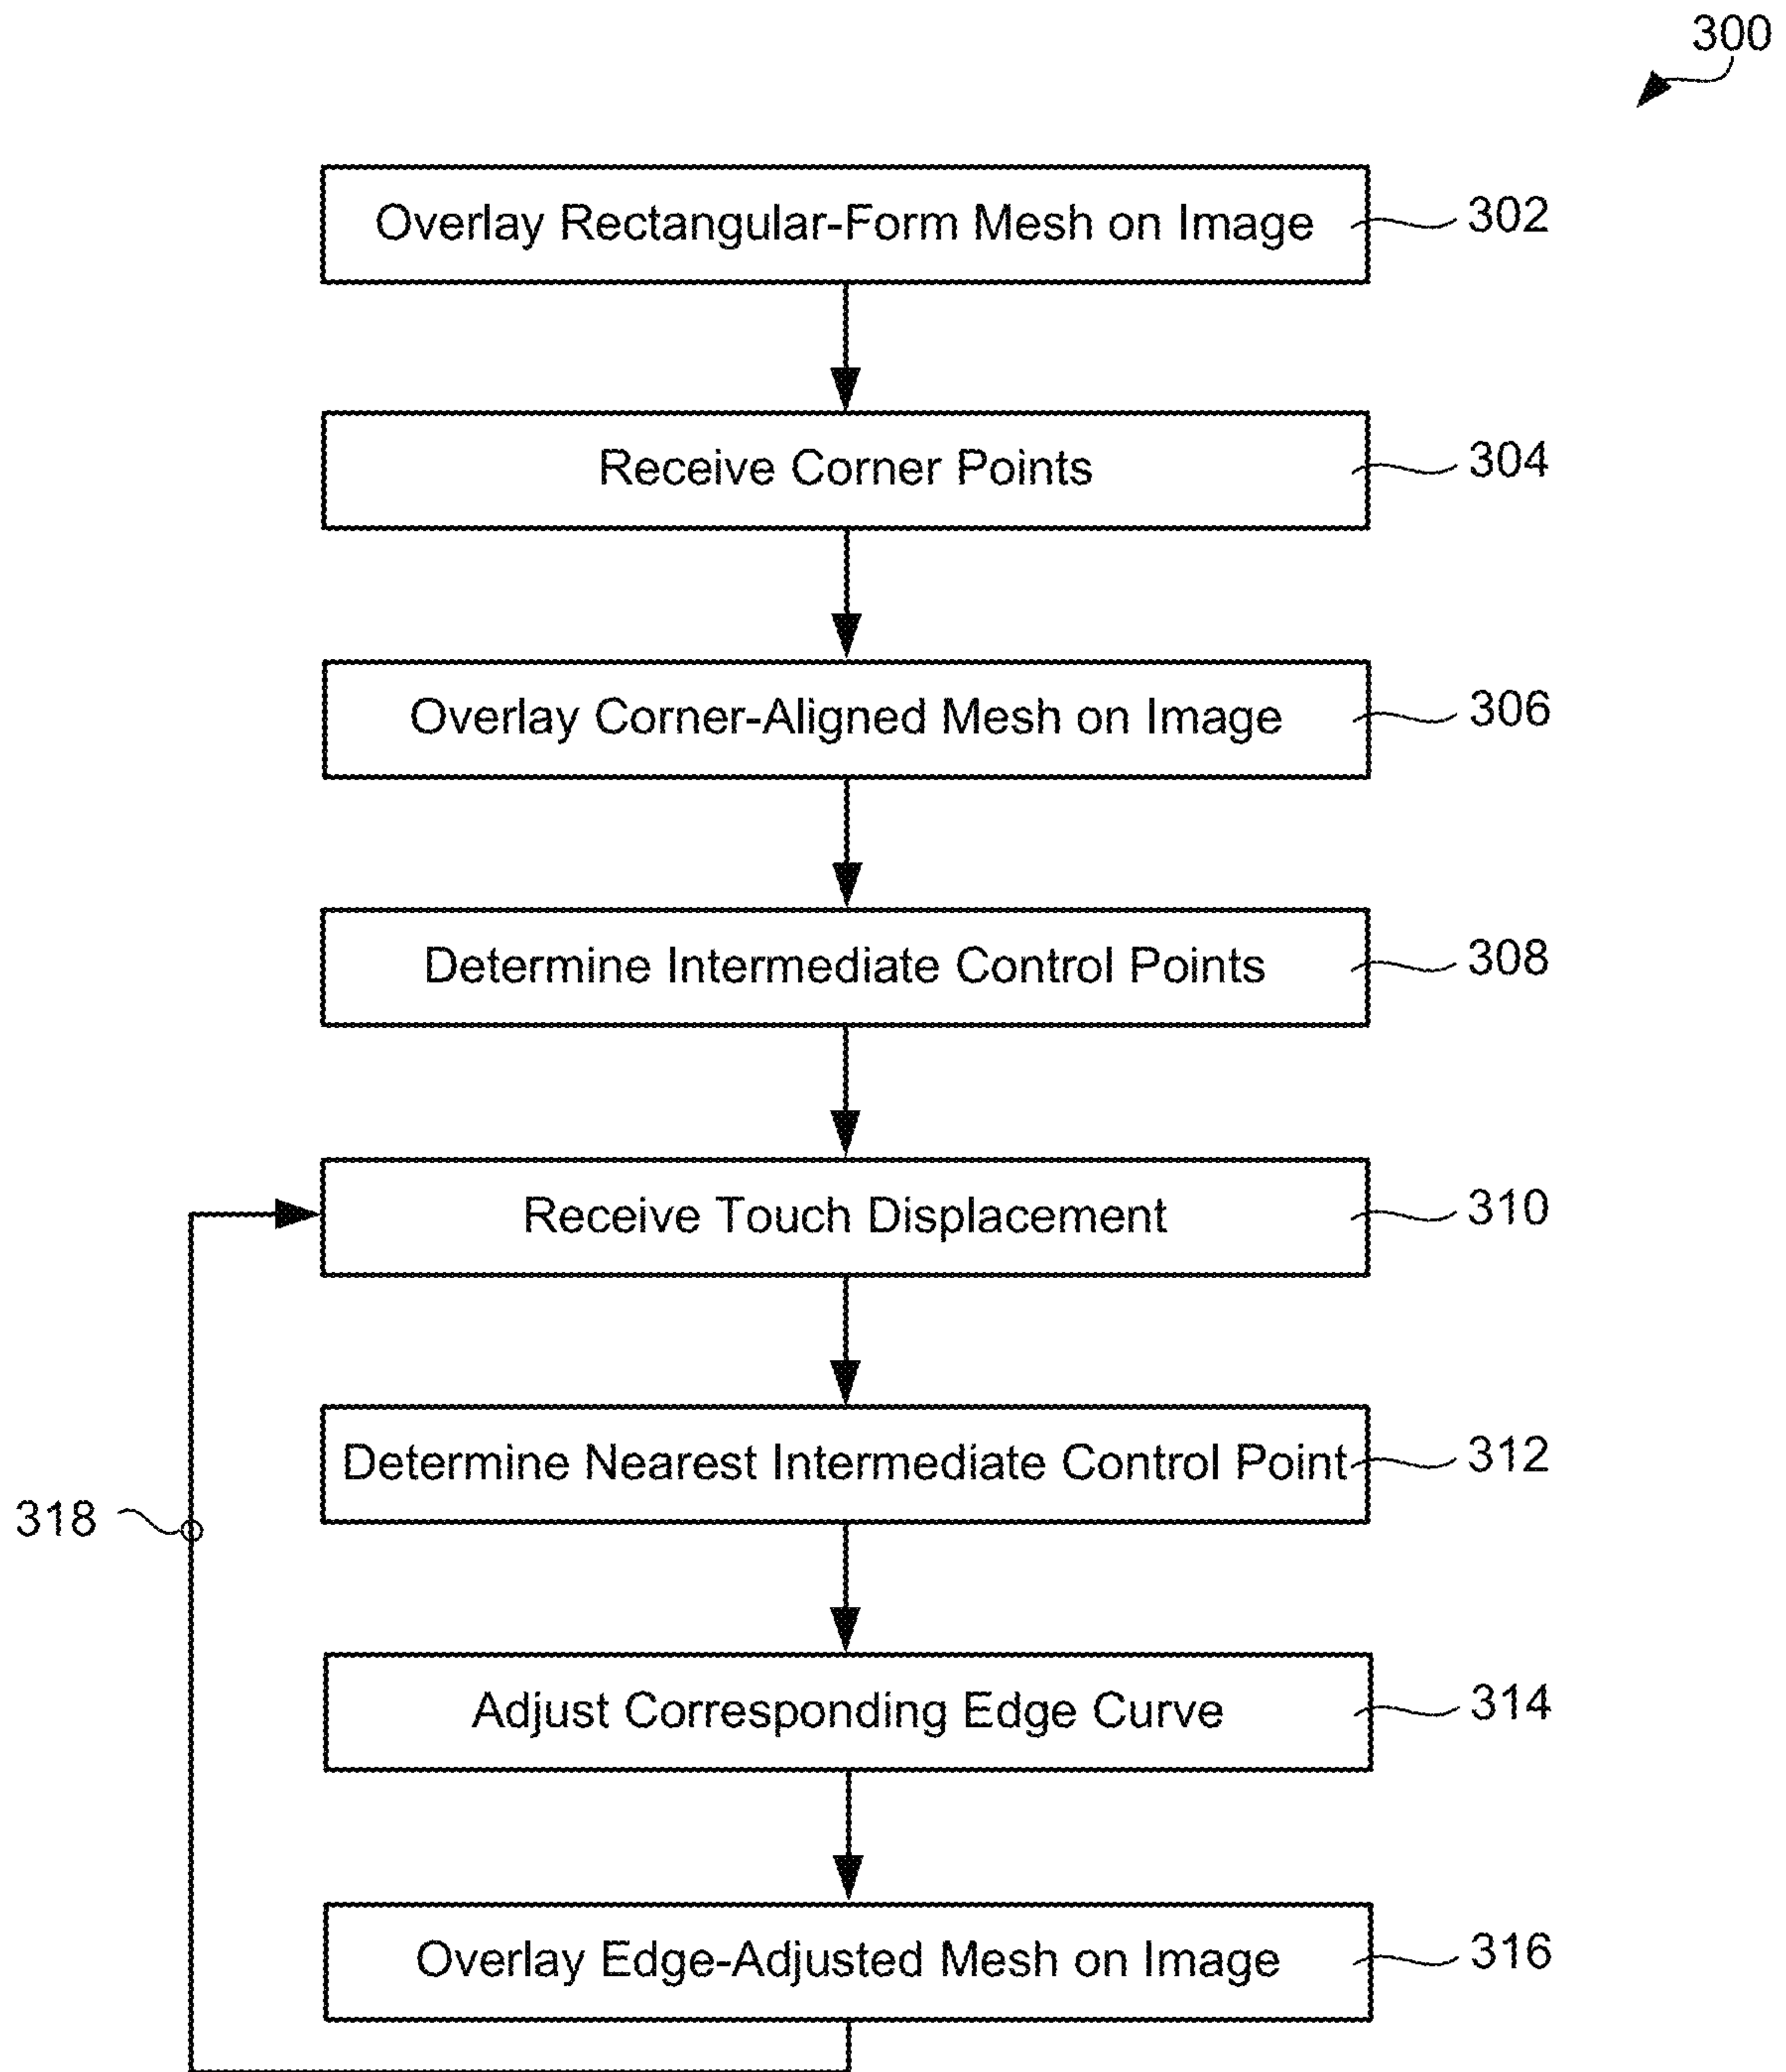 300
Overlay Rectangular-Form Mesh on Image
302
Receive Corner Points
304
Overlay Corner-Aligned Mesh on Image
306
Determine Intermediate Control Points
308
Receive Touch Displacement
310
Determine Nearest Intermediate Control Point
312
318
Adjust Corresponding Edge Curve
314
Overlay Edge-Adjusted Mesh on Image
316